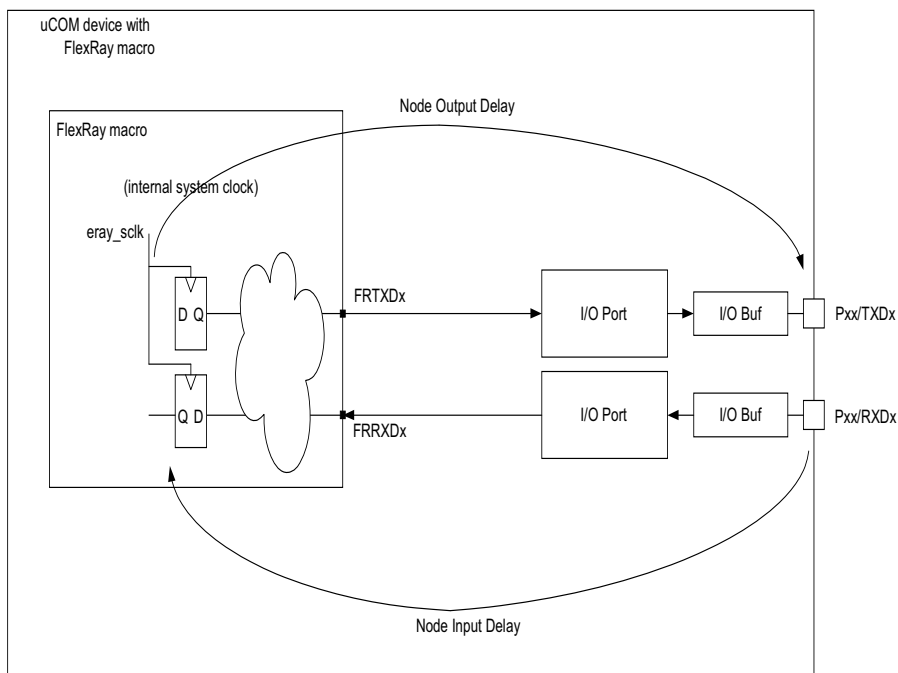 uCOM device with
FlexRay macro
Node Output Delay
FlexRay macro
(internal system clock)
eray_sclk
FRTXDx
D Q
I/O Port
I/O Buf
Pxx/TXDx
Q D
I/O Port
I/O Buf
Pxx/RXDx
FRRXDx
Node Input Delay